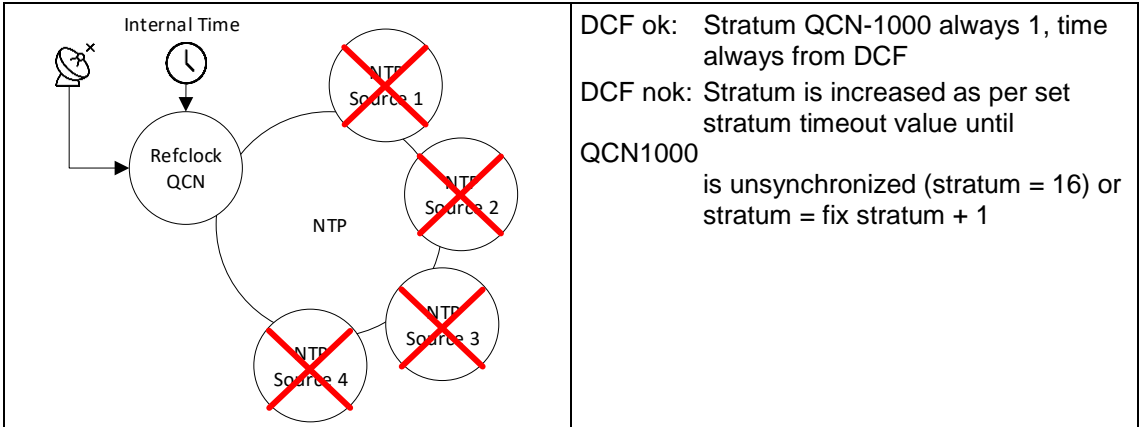 Internal Time
Refclock
QCN
NTP
Source 1
NTP
Source 2
NTP
NTP
Source 3
NTP
Source 4
DCF ok: Stratum QCN-1000 always 1, time
always from DCF
DCF nok: Stratum is increased as per set
stratum timeout value until
QCN1000
is unsynchronized (stratum = 16) or
stratum = fix stratum + 1